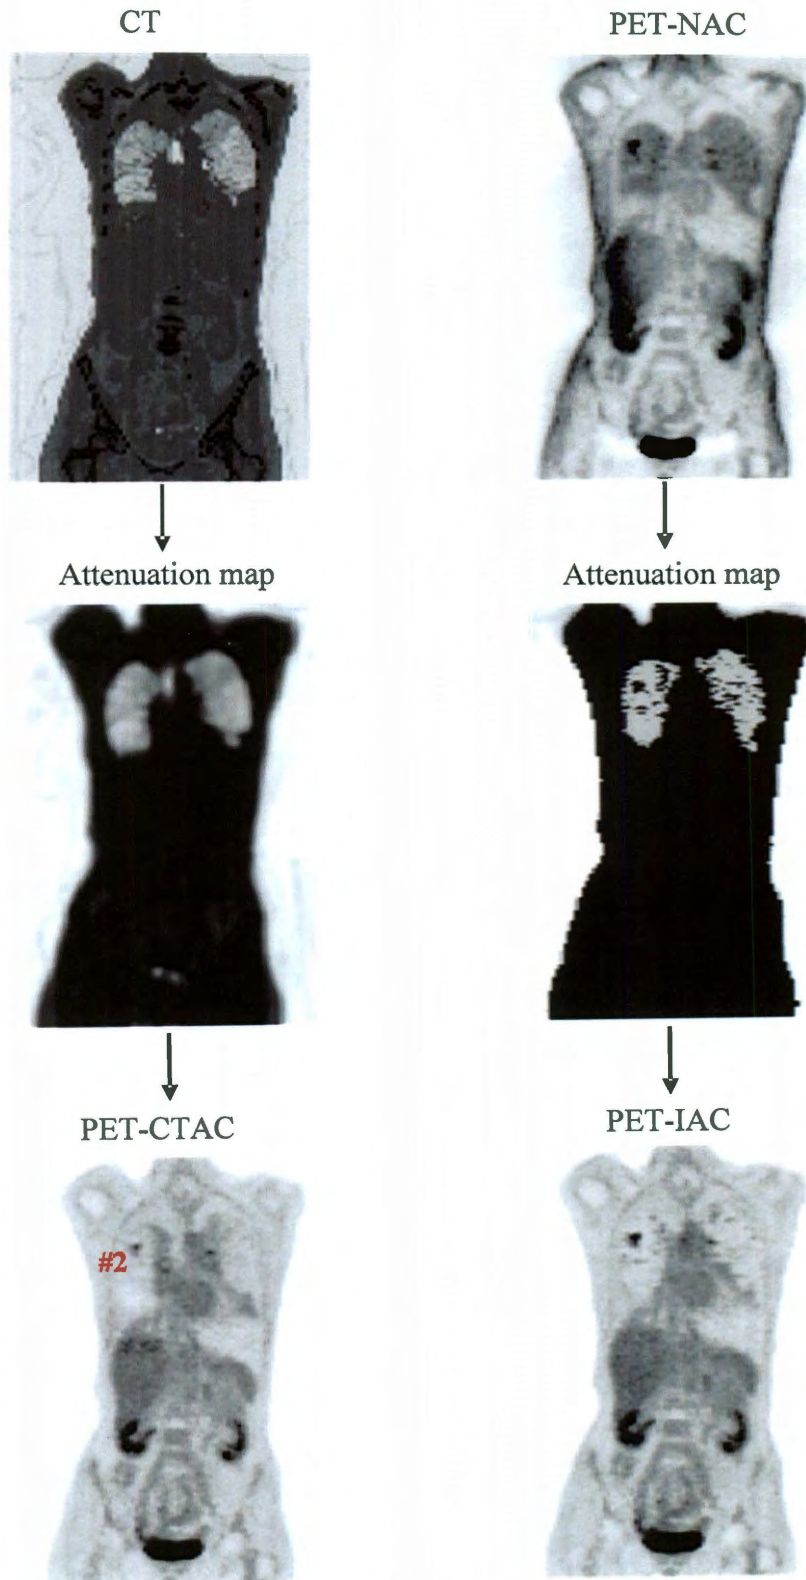 CT
PET-NAC
Attenuation map
Attenuation map
PET-CTAC
PET-IAC
#2